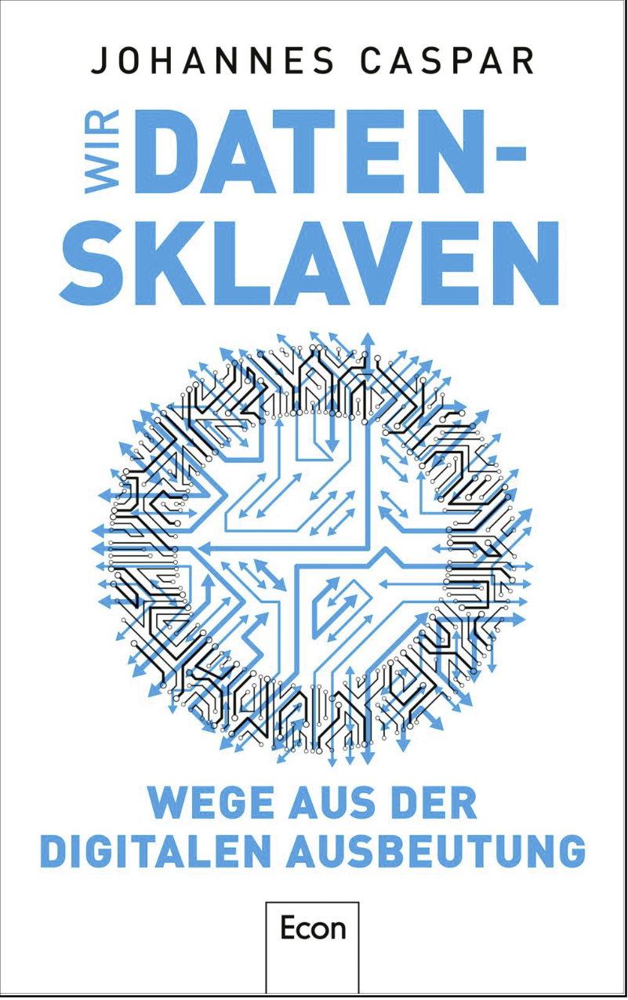 JOHANNES CASPAR
WIR DATEN-
SKLAVEN
WEGE AUS DER
DIGITALEN AUSBEUTUNG
Econ